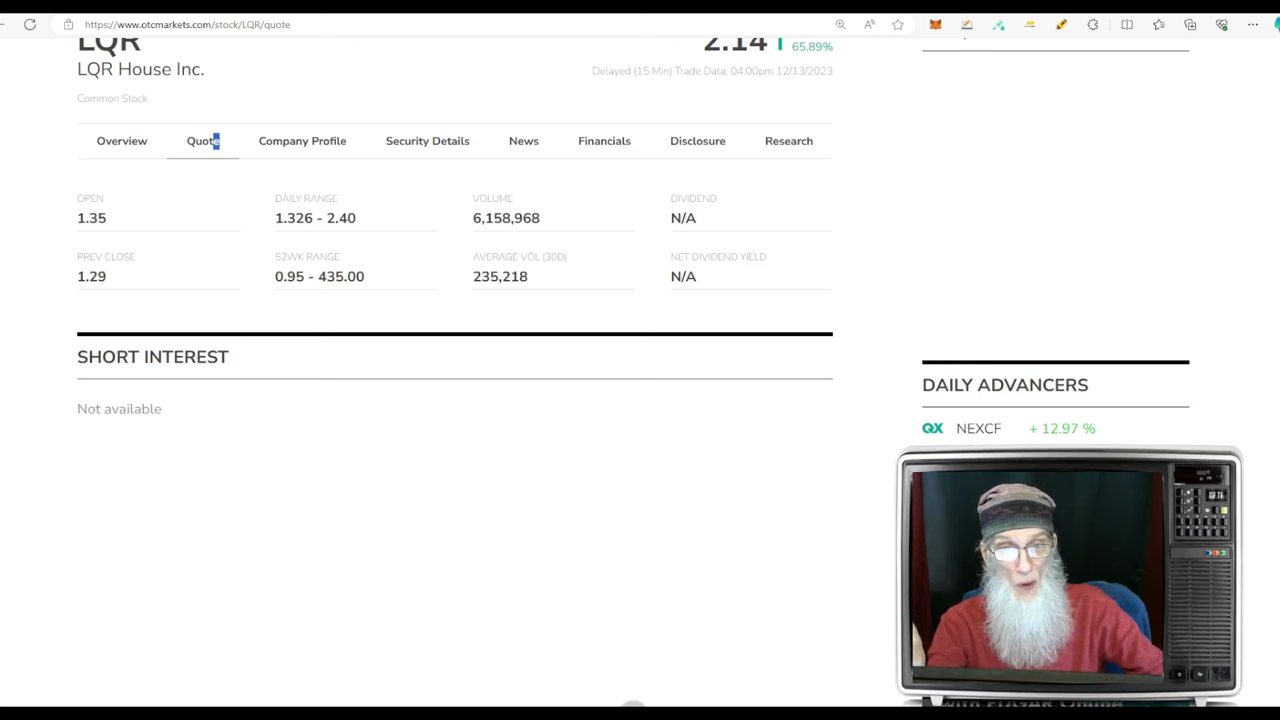 https://www.otcmarkets.com/stock/LQR/quote
LQR
2.14
65.89%
LQR House Inc.
Delayed (15 Min) Trade Data: 04:00pm 12/13/2023
Common Stock
Overview Quote Company Profile Security Details News Financials Disclosure Research
OPEN DAILY RANGE VOLUME DIVIDEND
1.35 1.326 - 2.40 6,158,968 N/A
PREV CLOSE 52WK RANGE AVERAGE VOL (30D) NET DIVIDEND YIELD
1.29 0.95 - 435.00 235,218 N/A
SHORT INTEREST
Not available
DAILY ADVANCERS
QX NEXCF + 12.97 %
with EDGAR Online